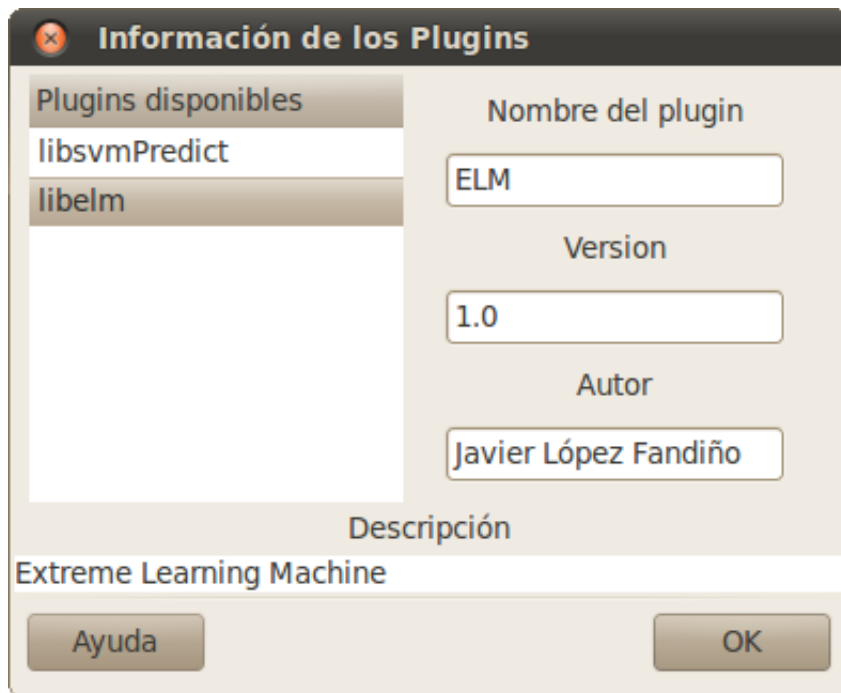 Información de los Plugins
Plugins disponibles
libsvmPredict
libelm
Nombre del plugin
ELM
Version
1.0
Autor
Javier López Fandiño
Descripción
Extreme Learning Machine
Ayuda
OK